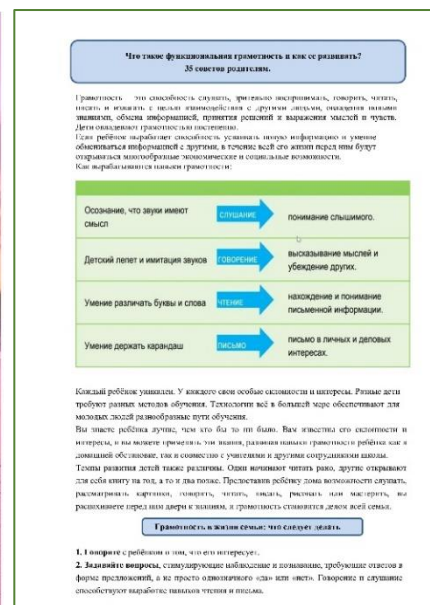 Что такое функциональная грамотность и как ее развивать?
35 советов родителям.
Грамотность – это способность слушать, зрительно воспринимать, говорить, читать,
писать и излагать с целью взаимодействия с другими людьми, овладения новыми
знаниями, обмена информацией, принятия решений и выражения мыслей и чувств.
Дети овладевают грамотностью постепенно.
Если ребёнок выработает способность усваивать новую информацию и умение
обмениваться информацией с другими, в течение всей его жизни перед ним будут
открываться многообразные экономические и социальные возможности.
Как вырабатываются навыки грамотности:
Осознание, что звуки имеют
смысл
СЛУШАНИЕ
понимание слышимого.
Детский лепет и имитация звуков
ГОВОРЕНИЕ
высказывание мыслей и
убеждение других.
Умение различать буквы и слова
ЧТЕНИЕ
нахождение и понимание
письменной информации.
Умение держать карандаш
ПИСЬМО
письмо в личных и деловых
интересах.
Каждый ребёнок уникален. У каждого свои особые склонности и интересы. Разные дети
требуют разных методов обучения. Технологии всё в большей мере обеспечивают для
молодых людей разнообразные пути обучения.
Вы знаете ребёнка лучше, чем кто бы то ни было. Вам известны его склонности и
интересы, и вы можете применять эти знания, развивая навыки грамотности ребёнка как в
домашней обстановке, так и совместно с учителями и другими сотрудниками школы.
Темпы развития детей также различны. Одни начинают читать рано, другие открывают
для себя книгу на год, а то и два позже. Предоставив ребёнку дома возможность слушать,
рассматривать картинки, говорить, читать, писать, рисовать или мастерить, вы
распахиваете перед ним двери к знаниям, и грамотность становится делом всей семьи.
Грамотность в жизни семьи: что следует делать
1. Говорите с ребёнком о том, что его интересует.
2. Задавайте вопросы, стимулирующие наблюдение и познание, требующие ответов в
форме предложений, а не просто однозначного «да» или «нет». Говорение и слушание
способствуют выработке навыков чтения и письма.